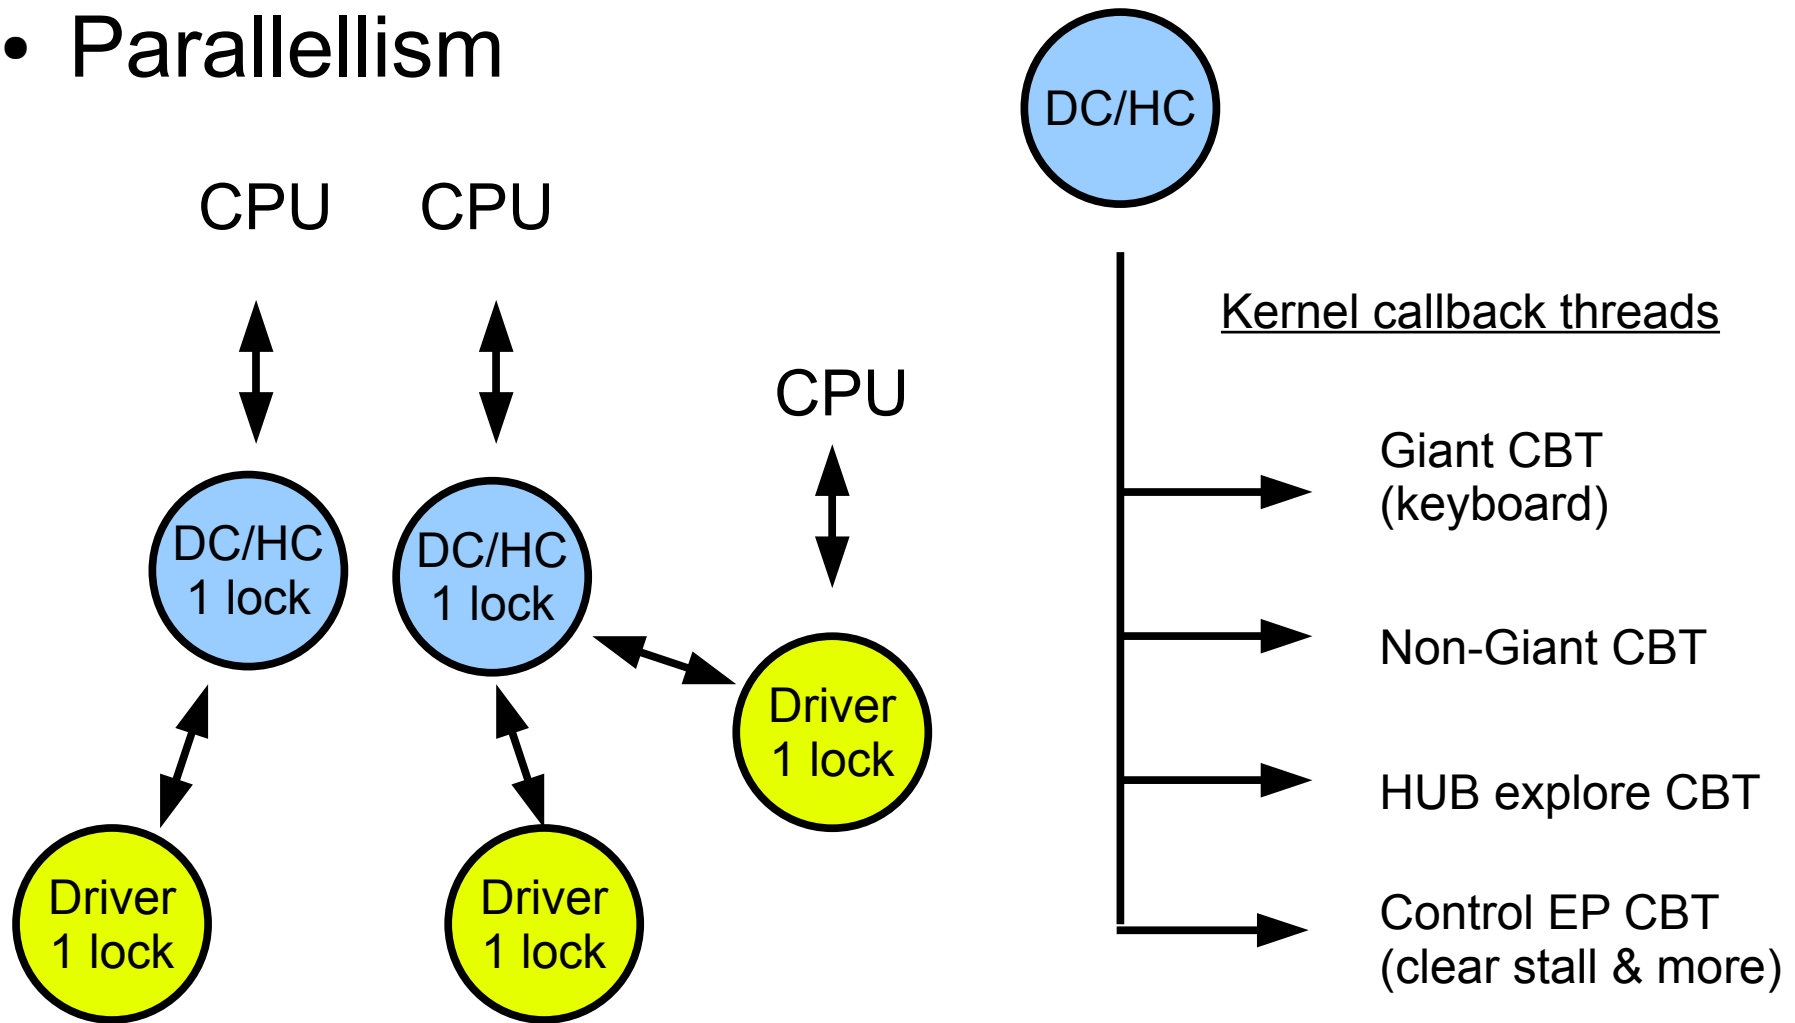 • Parallellism
CPU
CPU
CPU
DC/HC
1 lock
DC/HC
1 lock
Driver
1 lock
Driver
1 lock
Driver
1 lock
DC/HC
Kernel callback threads
Giant CBT
(keyboard)
Non-Giant CBT
HUB explore CBT
Control EP CBT
(clear stall & more)